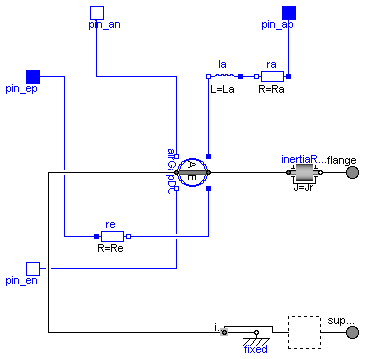 pin_an
pin_ap
la
ra
pin_ep
L=La
R=Ra
airGapDC
A
E
inertiaR...
flange
J=Jr
re
R=Re
pin_en
i...
sup...
fixed